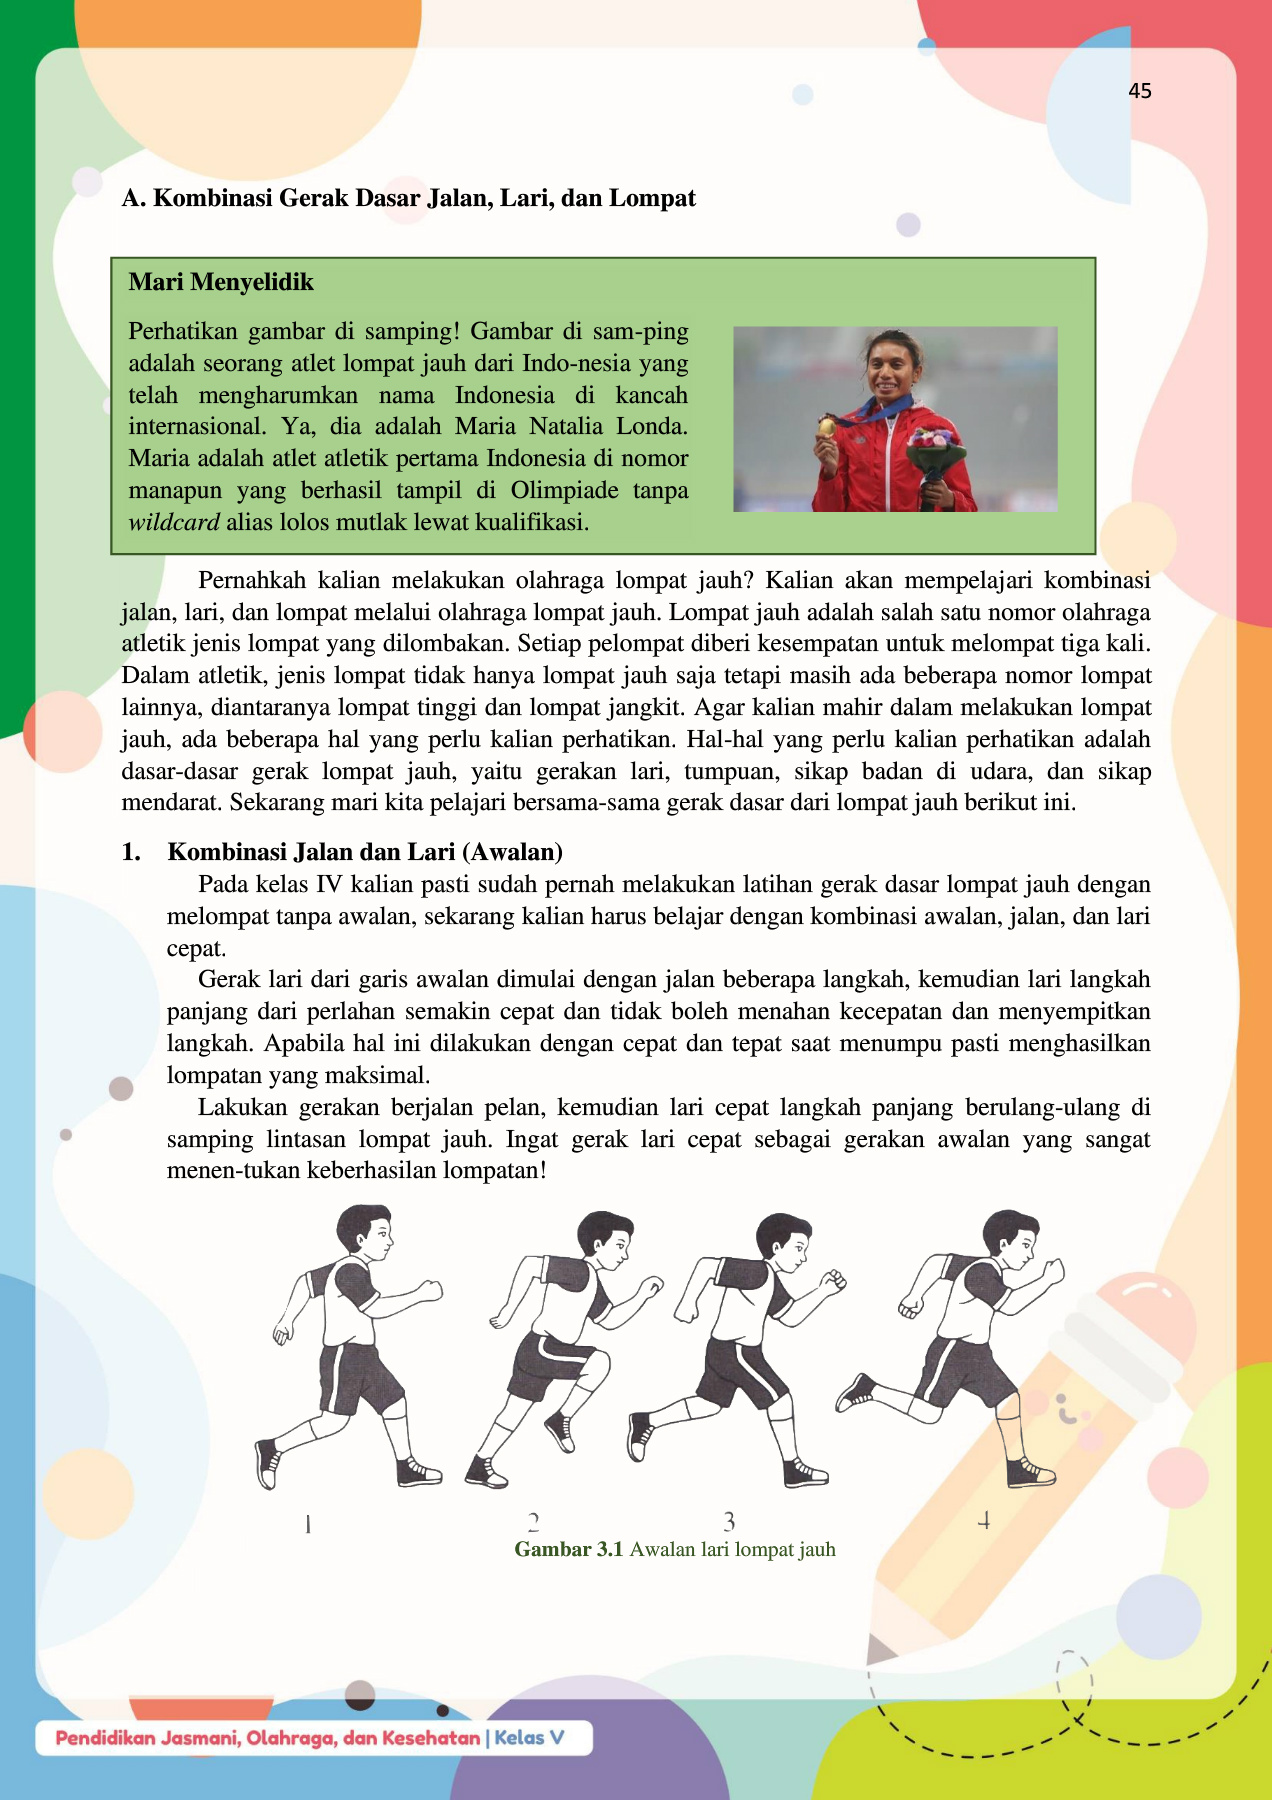 45
A. Kombinasi Gerak Dasar Jalan, Lari, dan Lompat
Mari Menyelidik
Perhatikan gambar di samping! Gambar di sam-ping
adalah seorang atlet lompat jauh dari Indo-nesia yang
telah mengharumkan nama Indonesia di kancah
internasional. Ya, dia adalah Maria Natalia Londa.
Maria adalah atlet atletik pertama Indonesia di nomor
manapun yang berhasil tampil di Olimpiade tanpa
wildcard alias lolos mutlak lewat kualifikasi.
Pernahkah kalian melakukan olahraga lompat jauh? Kalian akan mempelajari kombinasi
jalan, lari, dan lompat melalui olahraga lompat jauh. Lompat jauh adalah salah satu nomor olahraga
atletik jenis lompat yang dilombakan. Setiap pelompat diberi kesempatan untuk melompat tiga kali.
Dalam atletik, jenis lompat tidak hanya lompat jauh saja tetapi masih ada beberapa nomor lompat
lainnya, diantaranya lompat tinggi dan lompat jangkit. Agar kalian mahir dalam melakukan lompat
jauh, ada beberapa hal yang perlu kalian perhatikan. Hal-hal yang perlu kalian perhatikan adalah
dasar-dasar gerak lompat jauh, yaitu gerakan lari, tumpuan, sikap badan di udara, dan sikap
mendarat. Sekarang mari kita pelajari bersama-sama gerak dasar dari lompat jauh berikut ini.
1. Kombinasi Jalan dan Lari (Awalan)
Pada kelas IV kalian pasti sudah pernah melakukan latihan gerak dasar lompat jauh dengan
melompat tanpa awalan, sekarang kalian harus belajar dengan kombinasi awalan, jalan, dan lari
cepat.
Gerak lari dari garis awalan dimulai dengan jalan beberapa langkah, kemudian lari langkah
panjang dari perlahan semakin cepat dan tidak boleh menahan kecepatan dan menyempitkan
langkah. Apabila hal ini dilakukan dengan cepat dan tepat saat menumpu pasti menghasilkan
lompatan yang maksimal.
Lakukan gerakan berjalan pelan, kemudian lari cepat langkah panjang berulang-ulang di
samping lintasan lompat jauh. Ingat gerak lari cepat sebagai gerakan awalan yang sangat
menen-tukan keberhasilan lompatan!
1 2 3 4
Gambar 3.1 Awalan lari lompat jauh
Pendidikan Jasmani, Olahraga, dan Kesehatan | Kelas V